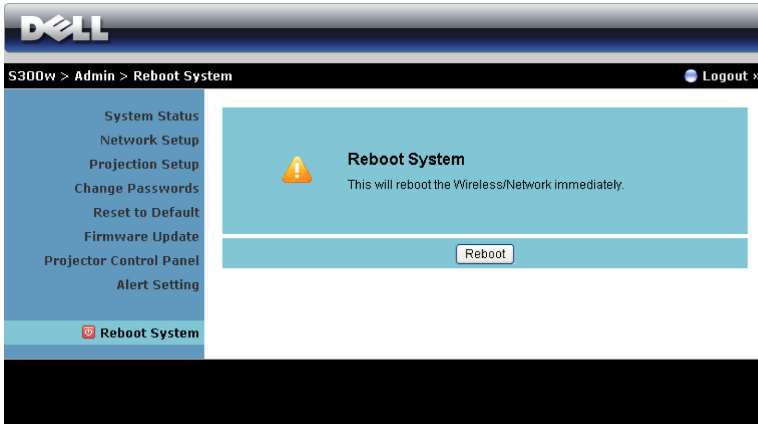 DELL
S300w > Admin > Reboot System
Logout »
System Status
Network Setup
Projection Setup
Change Passwords
Reset to Default
Firmware Update
Projector Control Panel
Alert Setting
Reboot System
Reboot System
This will reboot the Wireless/Network immediately.
Reboot